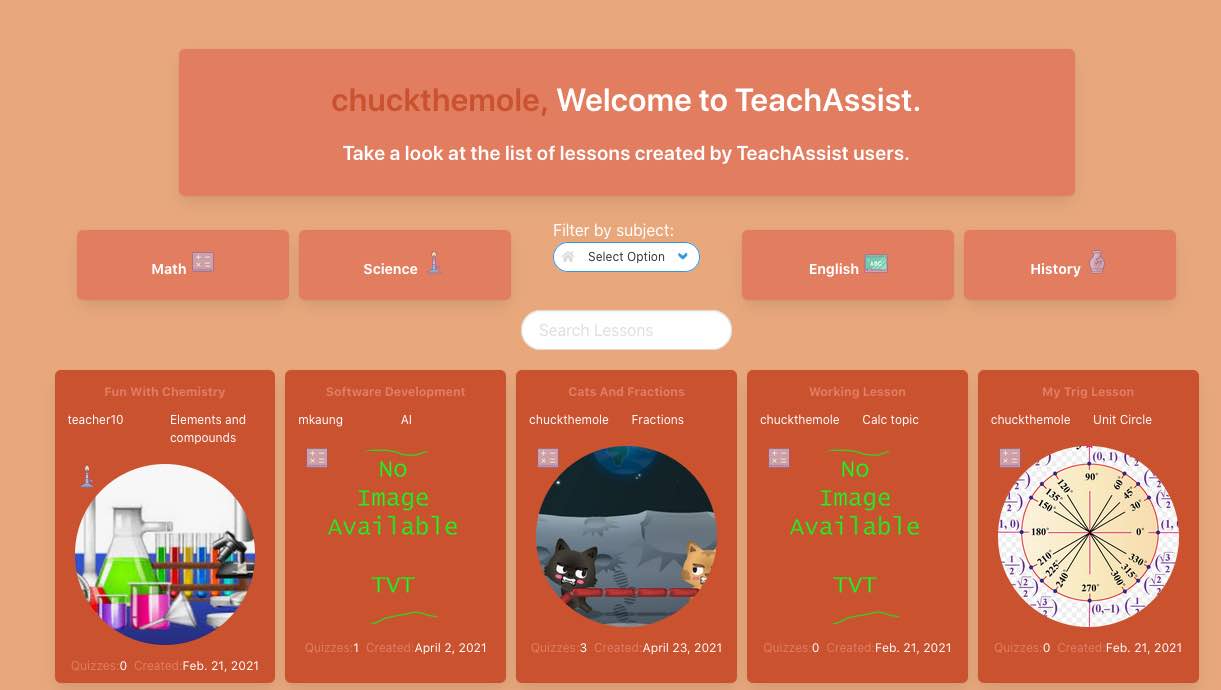 chuckthemole, Welcome to TeachAssist.
Take a look at the list of lessons created by TeachAssist users.
Math
Science
Filter by subject:
Select Option
English
ABC
History
Search Lessons
Fun With Chemistry
teacher10
Elements and
compounds
Quizzes:0 Created:Feb. 21, 2021
Software Development
mkaung
AI
No
Image
Available
TVT
Quizzes:1 Created:April 2, 2021
Cats And Fractions
chuckthemole
Fractions
Quizzes:3 Created:April 23, 2021
Working Lesson
chuckthemole
Calc topic
No
Image
Available
TVT
Quizzes:0 Created:Feb. 21, 2021
My Trig Lesson
chuckthemole
Unit Circle
(0, 1)
90°
120°
60°
135°
45°
150°
30°
1, 0)
180°
0°
(1,
210°
330°
225°
315°
240°
300°
270°
(0,–1)
Quizzes:0 Created:Feb. 21, 2021